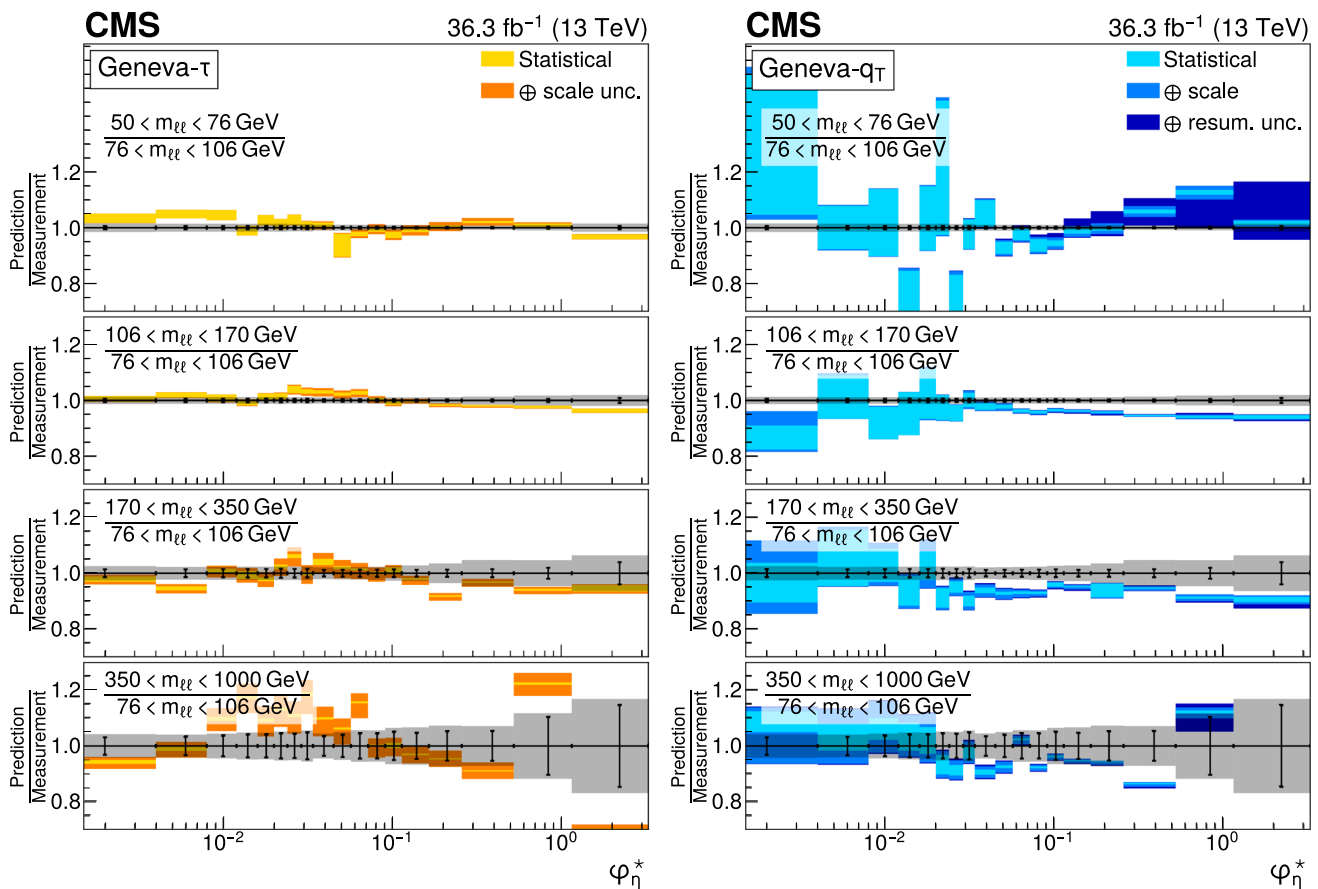 CMS
36.3 fb⁻¹ (13 TeV)
Geneva-τ
Statistical
⊕ scale unc.
50 < mℓℓ < 76 GeV
76 < mℓℓ < 106 GeV
Prediction
Measurement
1.2
1.0
0.8
106 < mℓℓ < 170 GeV
76 < mℓℓ < 106 GeV
Prediction
Measurement
1.2
1.0
0.8
170 < mℓℓ < 350 GeV
76 < mℓℓ < 106 GeV
Prediction
Measurement
1.2
1.0
0.8
350 < mℓℓ < 1000 GeV
76 < mℓℓ < 106 GeV
Prediction
Measurement
1.2
1.0
0.8
10⁻² 10⁻¹ 10⁰
φ*η
CMS
36.3 fb⁻¹ (13 TeV)
Geneva-qT
Statistical
⊕ scale
⊕ resum. unc.
50 < mℓℓ < 76 GeV
76 < mℓℓ < 106 GeV
Prediction
Measurement
1.2
1.0
0.8
106 < mℓℓ < 170 GeV
76 < mℓℓ < 106 GeV
Prediction
Measurement
1.2
1.0
0.8
170 < mℓℓ < 350 GeV
76 < mℓℓ < 106 GeV
Prediction
Measurement
1.2
1.0
0.8
350 < mℓℓ < 1000 GeV
76 < mℓℓ < 106 GeV
Prediction
Measurement
1.2
1.0
0.8
10⁻² 10⁻¹ 10⁰
φ*η